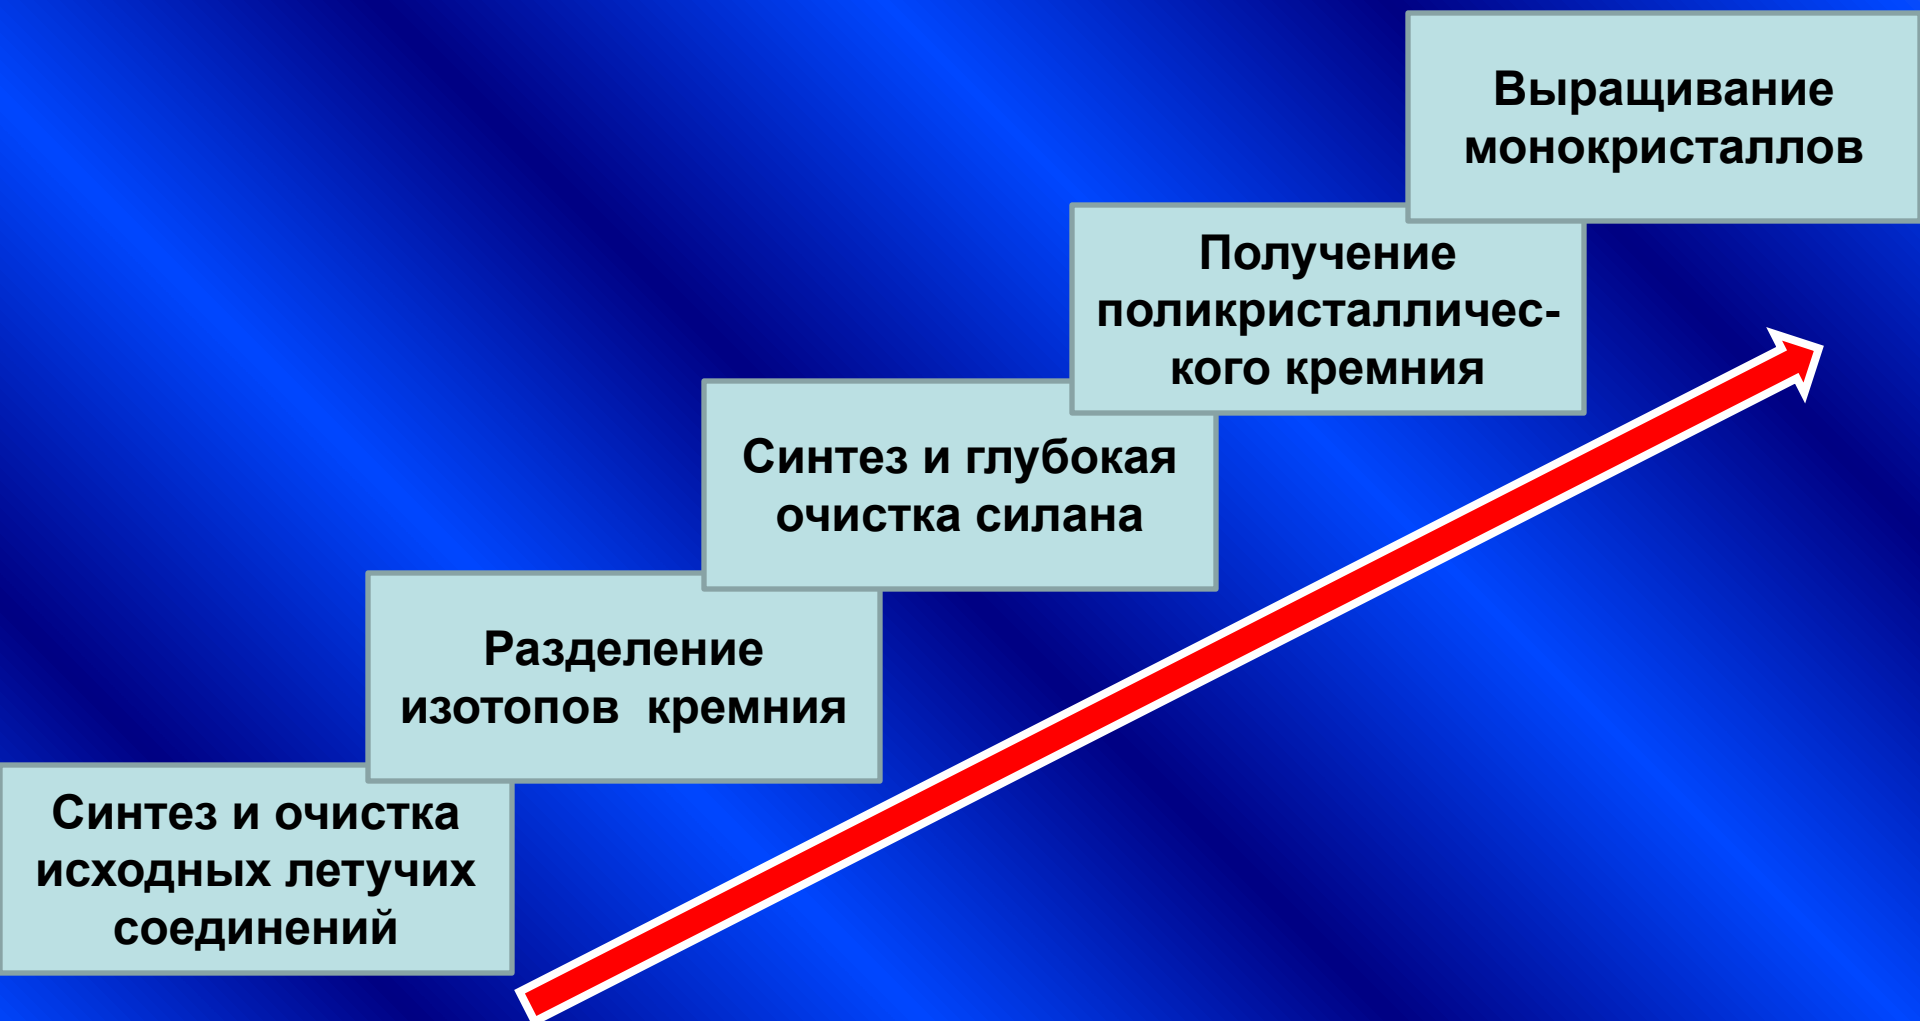 Выращивание
монокристаллов
Получение
поликристалличес-
кого кремния
Синтез и глубокая
очистка силана
Разделение
изотопов кремния
Синтез и очистка
исходных летучих
соединений